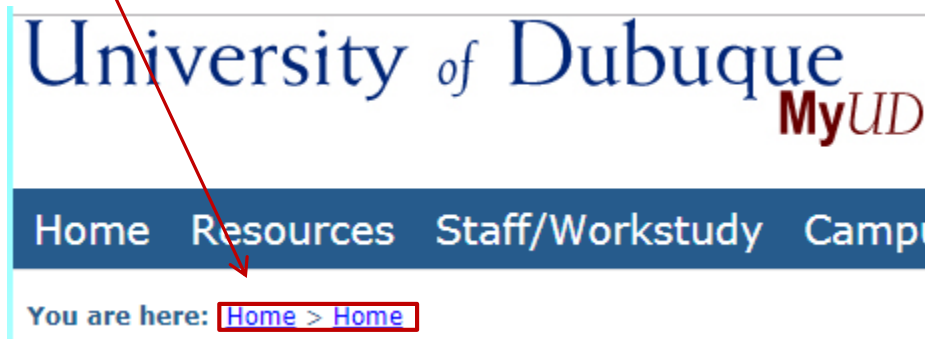 University of Dubuque
MyUD
Home Resources Staff/Workstudy Campu
You are here: Home > Home